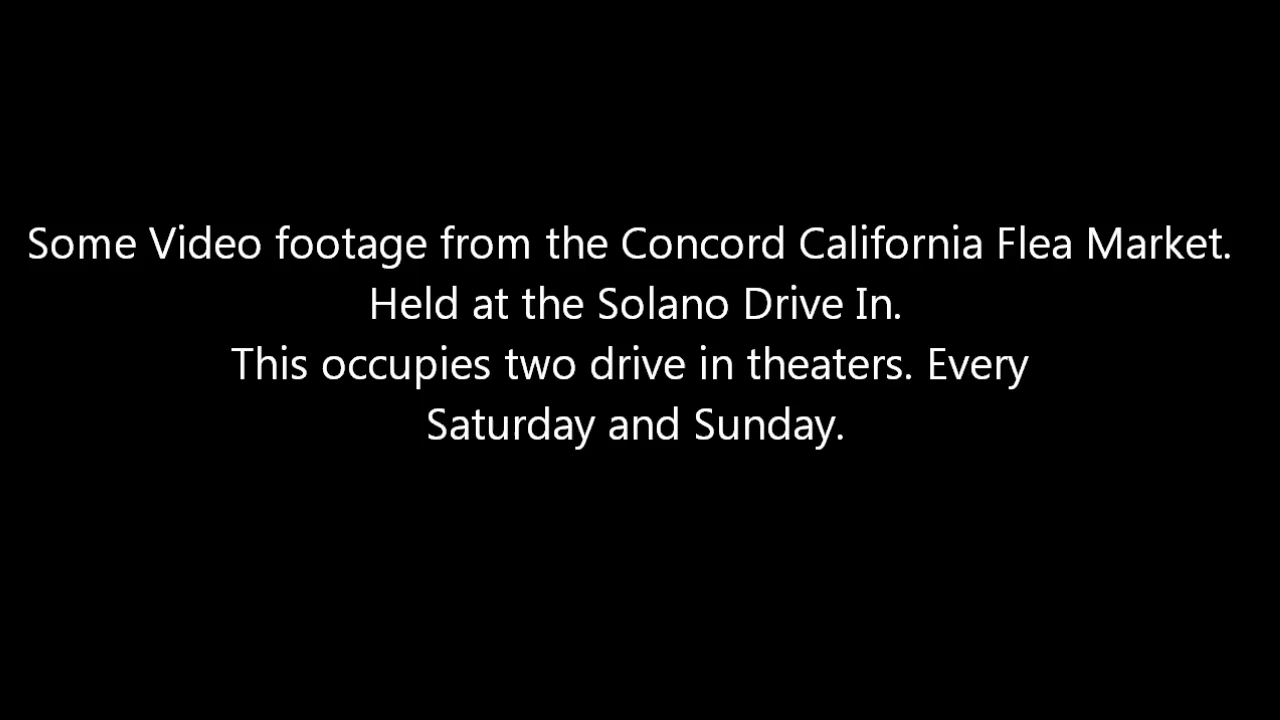 Some Video footage from the Concord California Flea Market.
Held at the Solano Drive In.
This occupies two drive in theaters. Every
Saturday and Sunday.